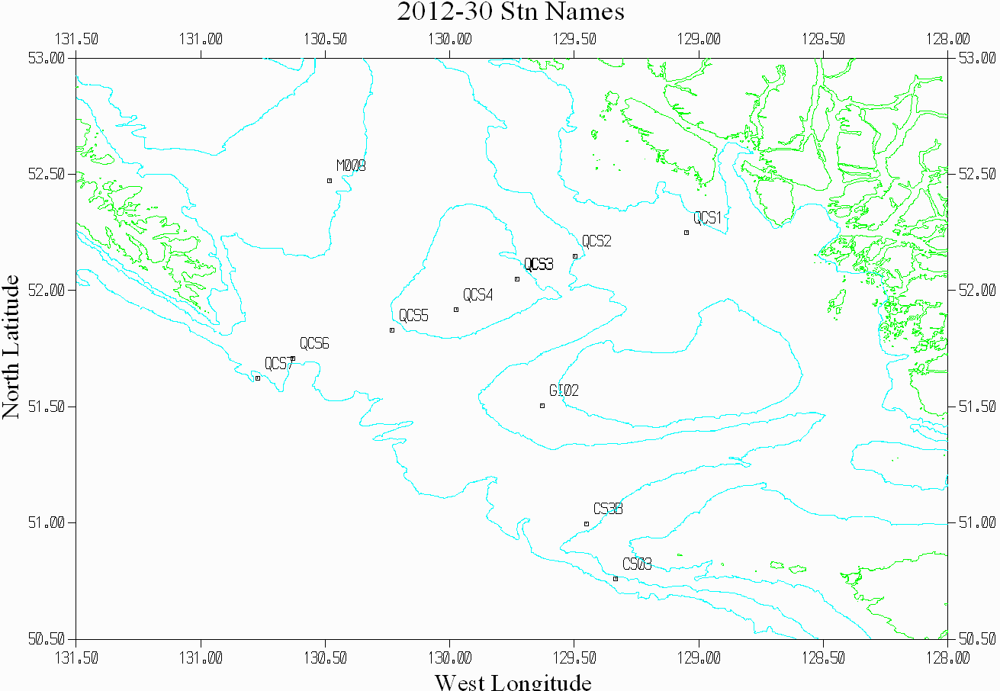 2012-30 Stn Names
131.50 131.00 130.50 130.00 129.50 129.00 128.50 128.00
53.00 53.00
M003
52.50 52.50
QCS1
QCS2
QCS3
52.00 52.00
QCS4
QCS5
QCS6
QCS7
GI02
51.50 51.50
CS3B
51.00 51.00
CS03
50.50 50.50
131.50 131.00 130.50 130.00 129.50 129.00 128.50 128.00
West Longitude
North Latitude